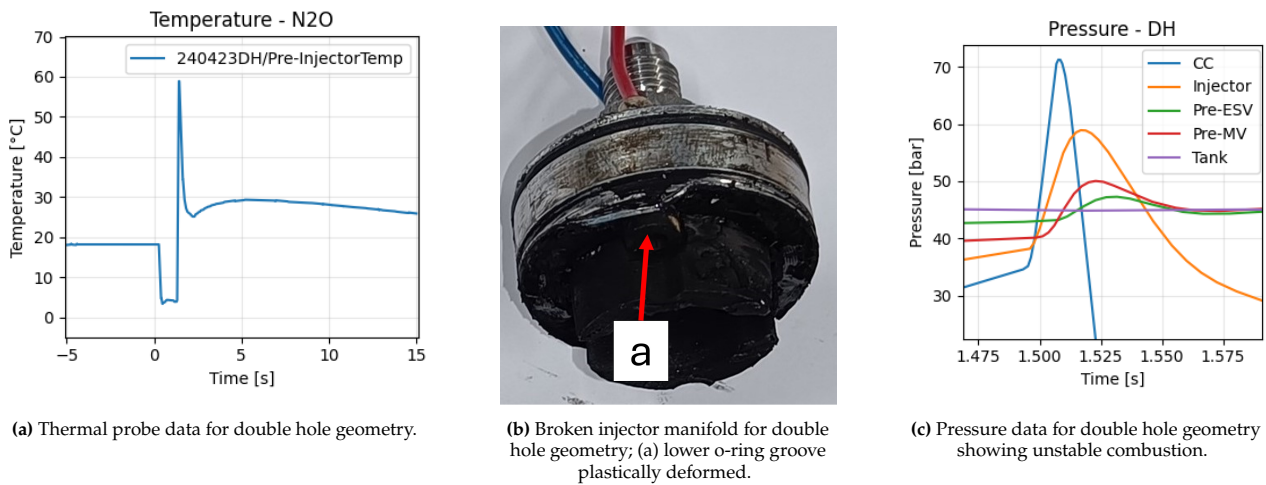 Temperature - N2O
70
60
50
40
30
20
10
0
Temperature [°C]
240423DH/Pre-InjectorTemp
−5
0
5
10
15
Time [s]
(a) Thermal probe data for double hole geometry.
a
(b) Broken injector manifold for double
hole geometry; (a) lower o-ring groove
plastically deformed.
Pressure - DH
70
60
50
40
30
Pressure [bar]
CC
Injector
Pre-ESV
Pre-MV
Tank
1.475
1.500
1.525
1.550
1.575
Time [s]
(c) Pressure data for double hole geometry
showing unstable combustion.